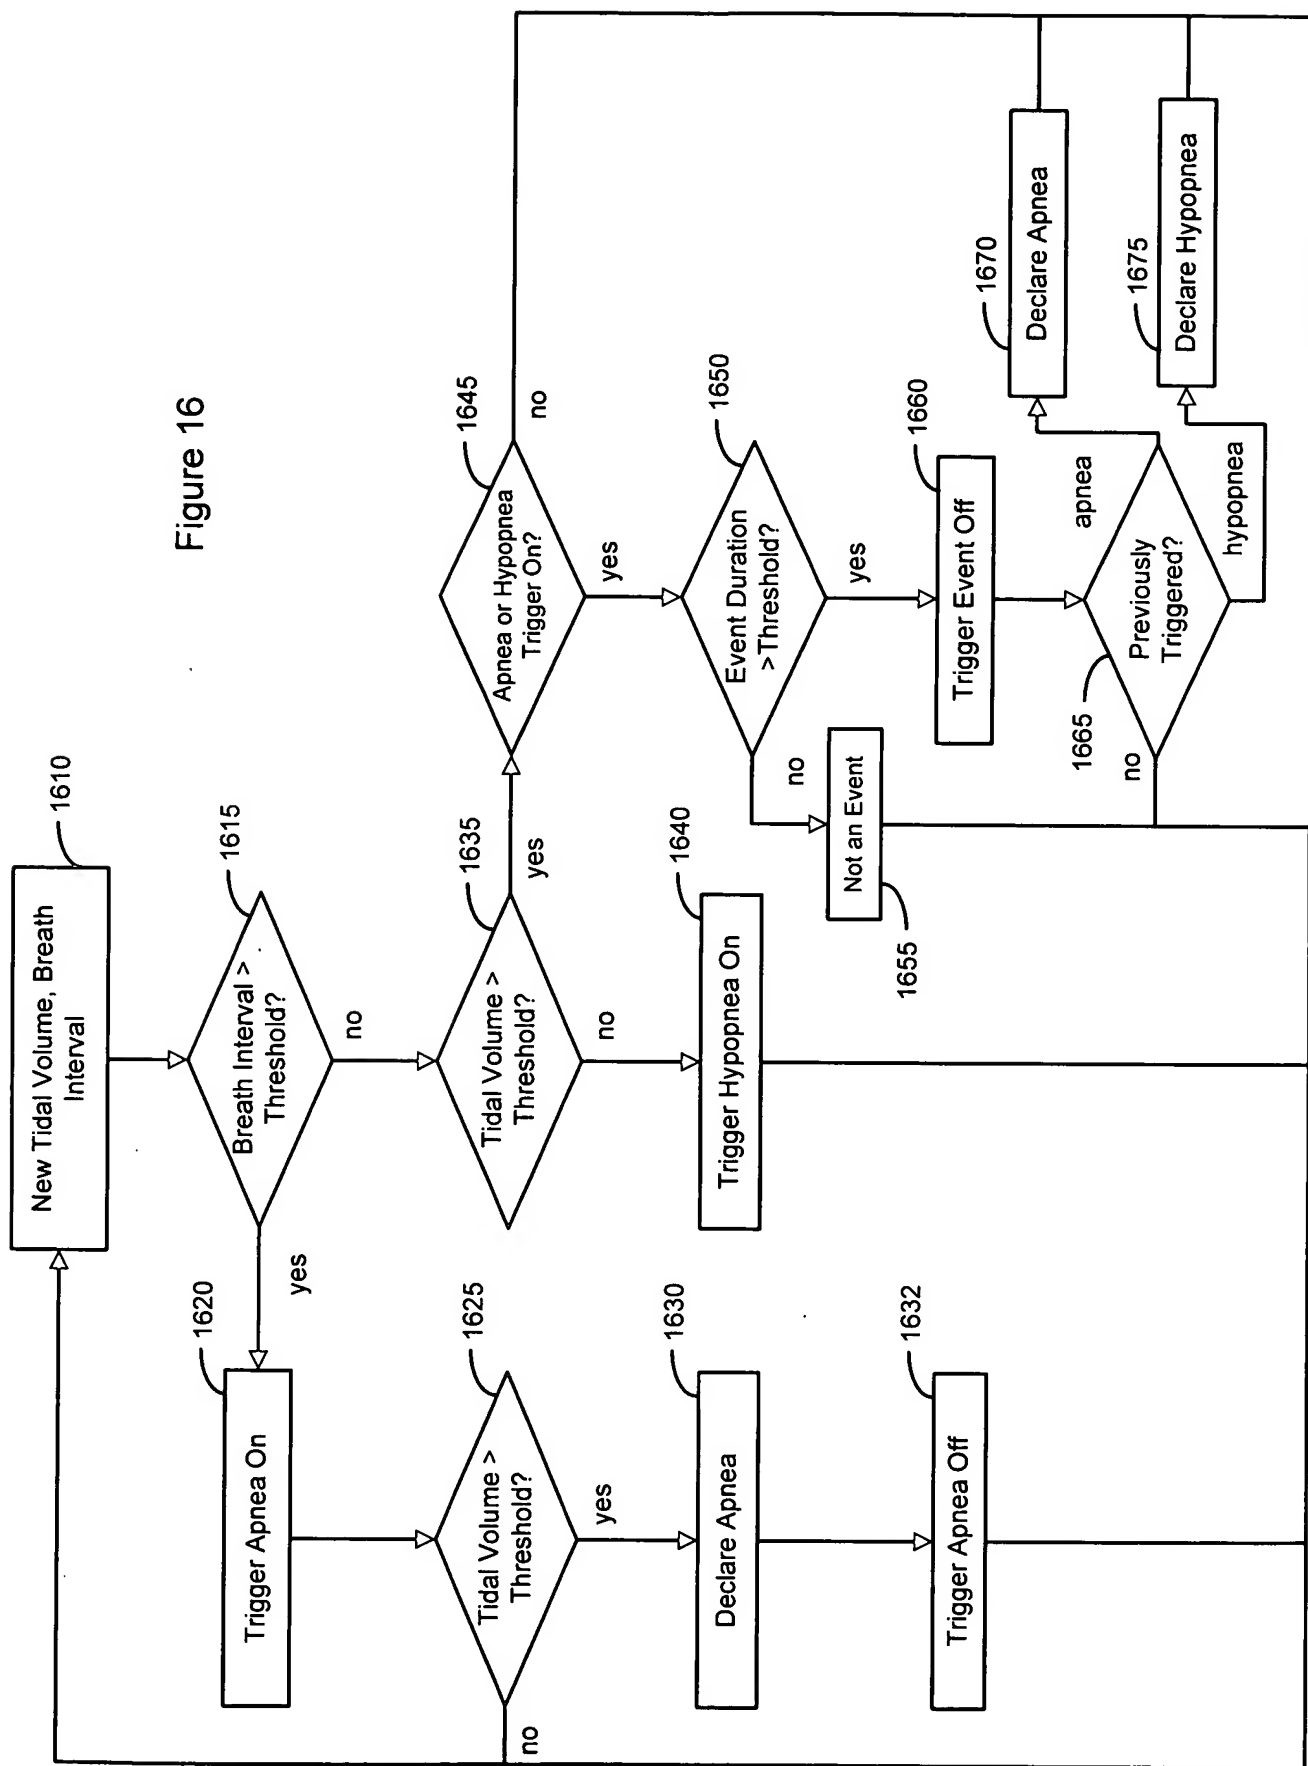 Figure 16
New Tidal Volume, Breath
Interval
1610
Breath Interval >
Threshold?
1615
yes
no
Trigger Apnea On
1620
Tidal Volume >
Threshold?
1625
no
yes
Declare Apnea
1630
Trigger Apnea Off
1632
Tidal Volume >
Threshold?
1635
yes
no
Trigger Hypopnea On
1640
Apnea or Hypopnea
Trigger On?
1645
no
yes
Event Duration
>Threshold?
1650
no
yes
Not an Event
1655
Trigger Event Off
1660
Previously
Triggered?
1665
no
apnea
hypopnea
Declare Apnea
1670
Declare Hypopnea
1675